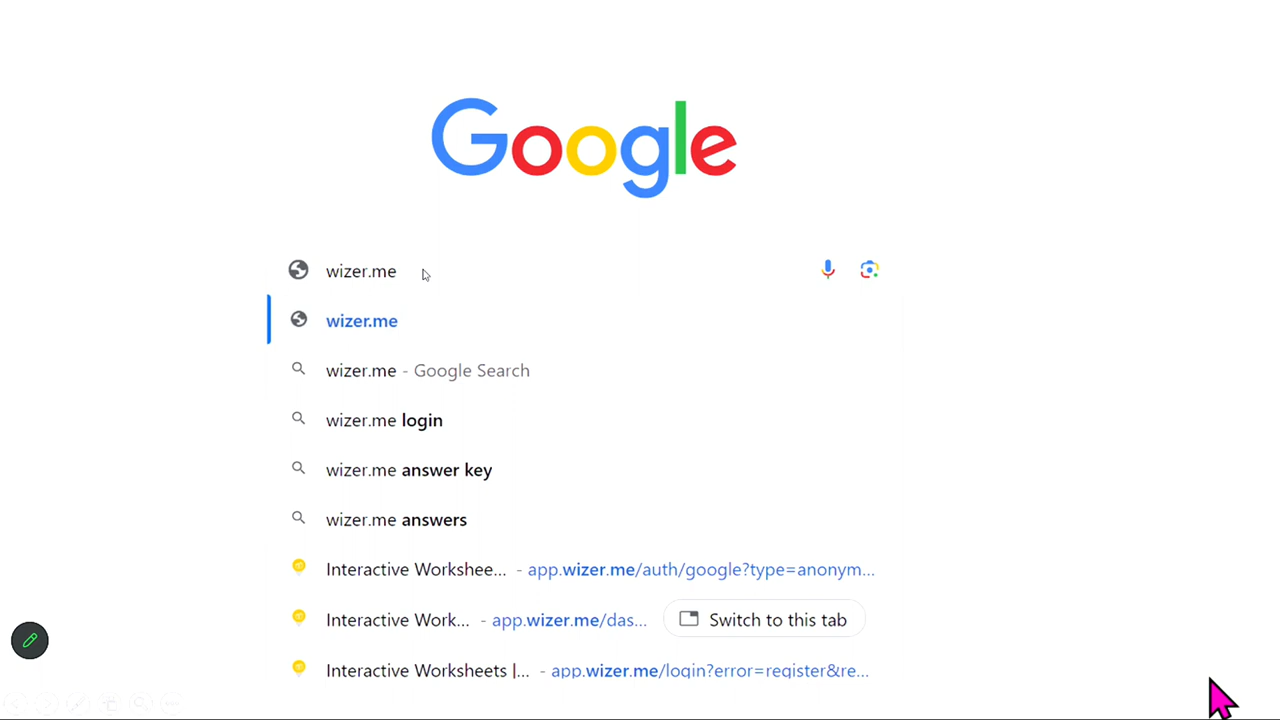 Google
wizer.me
wizer.me
wizer.me - Google Search
wizer.me login
wizer.me answer key
wizer.me answers
Interactive Workshee... - app.wizer.me/auth/google?type=anonym...
Interactive Work... - app.wizer.me/das... Switch to this tab
Interactive Worksheets |... - app.wizer.me/login?error=register&re...